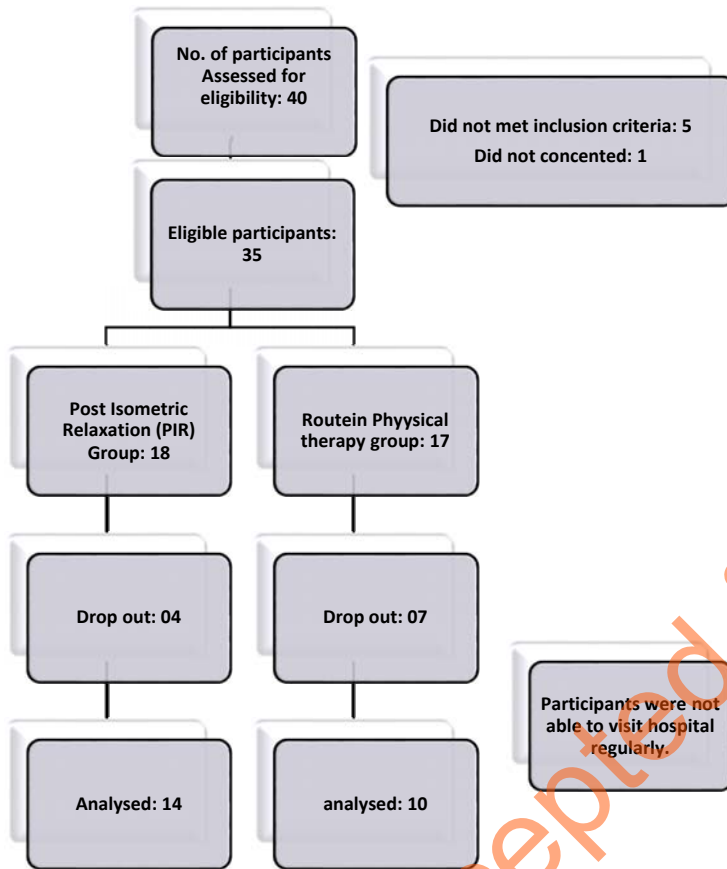 No. of participants
Assessed for
eligibility: 40
Did not met inclusion criteria: 5
Did not concented: 1
Eligible participants:
35
Post Isometric
Relaxation (PIR)
Group: 18
Routein Phyysical
therapy group: 17
Drop out: 04
Drop out: 07
Participants were not
able to visit hospital
regularly.
Analysed: 14
analysed: 10